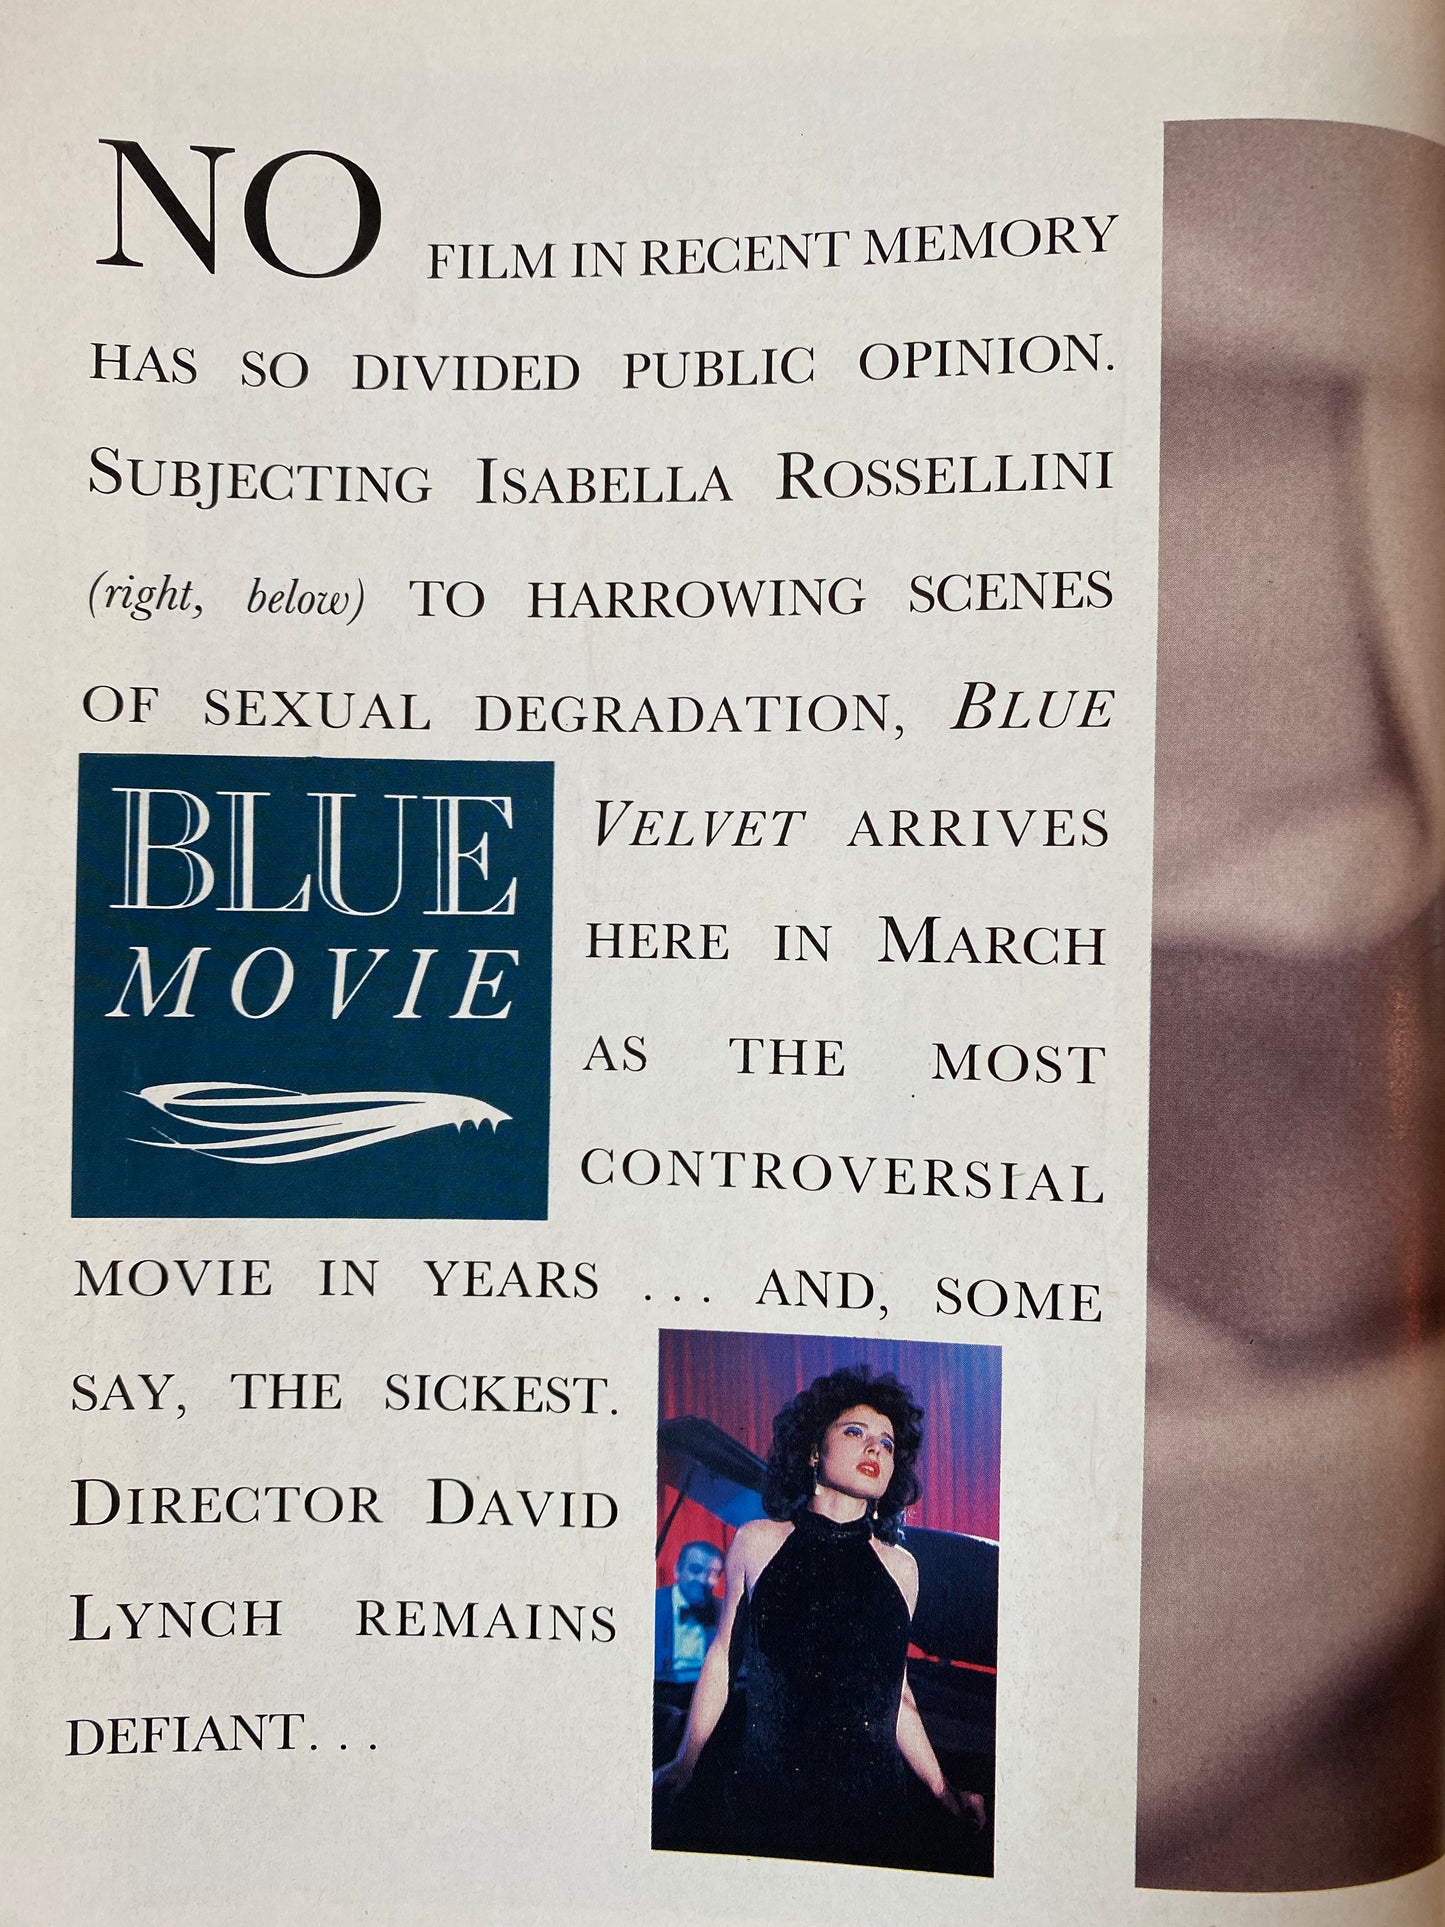 NO FILM IN RECENT MEMORY
HAS SO DIVIDED PUBLIC OPINION.
SUBJECTING ISABELLA ROSSELLINI
(right, below) TO HARROWING SCENES
OF SEXUAL DEGRADATION, BLUE
VELVET ARRIVES
HERE IN MARCH
AS THE MOST
CONTROVERSIAL
BLUE
MOVIE
MOVIE IN YEARS ... AND, SOME
SAY, THE SICKEST.
DIRECTOR DAVID
LYNCH REMAINS
DEFIANT...